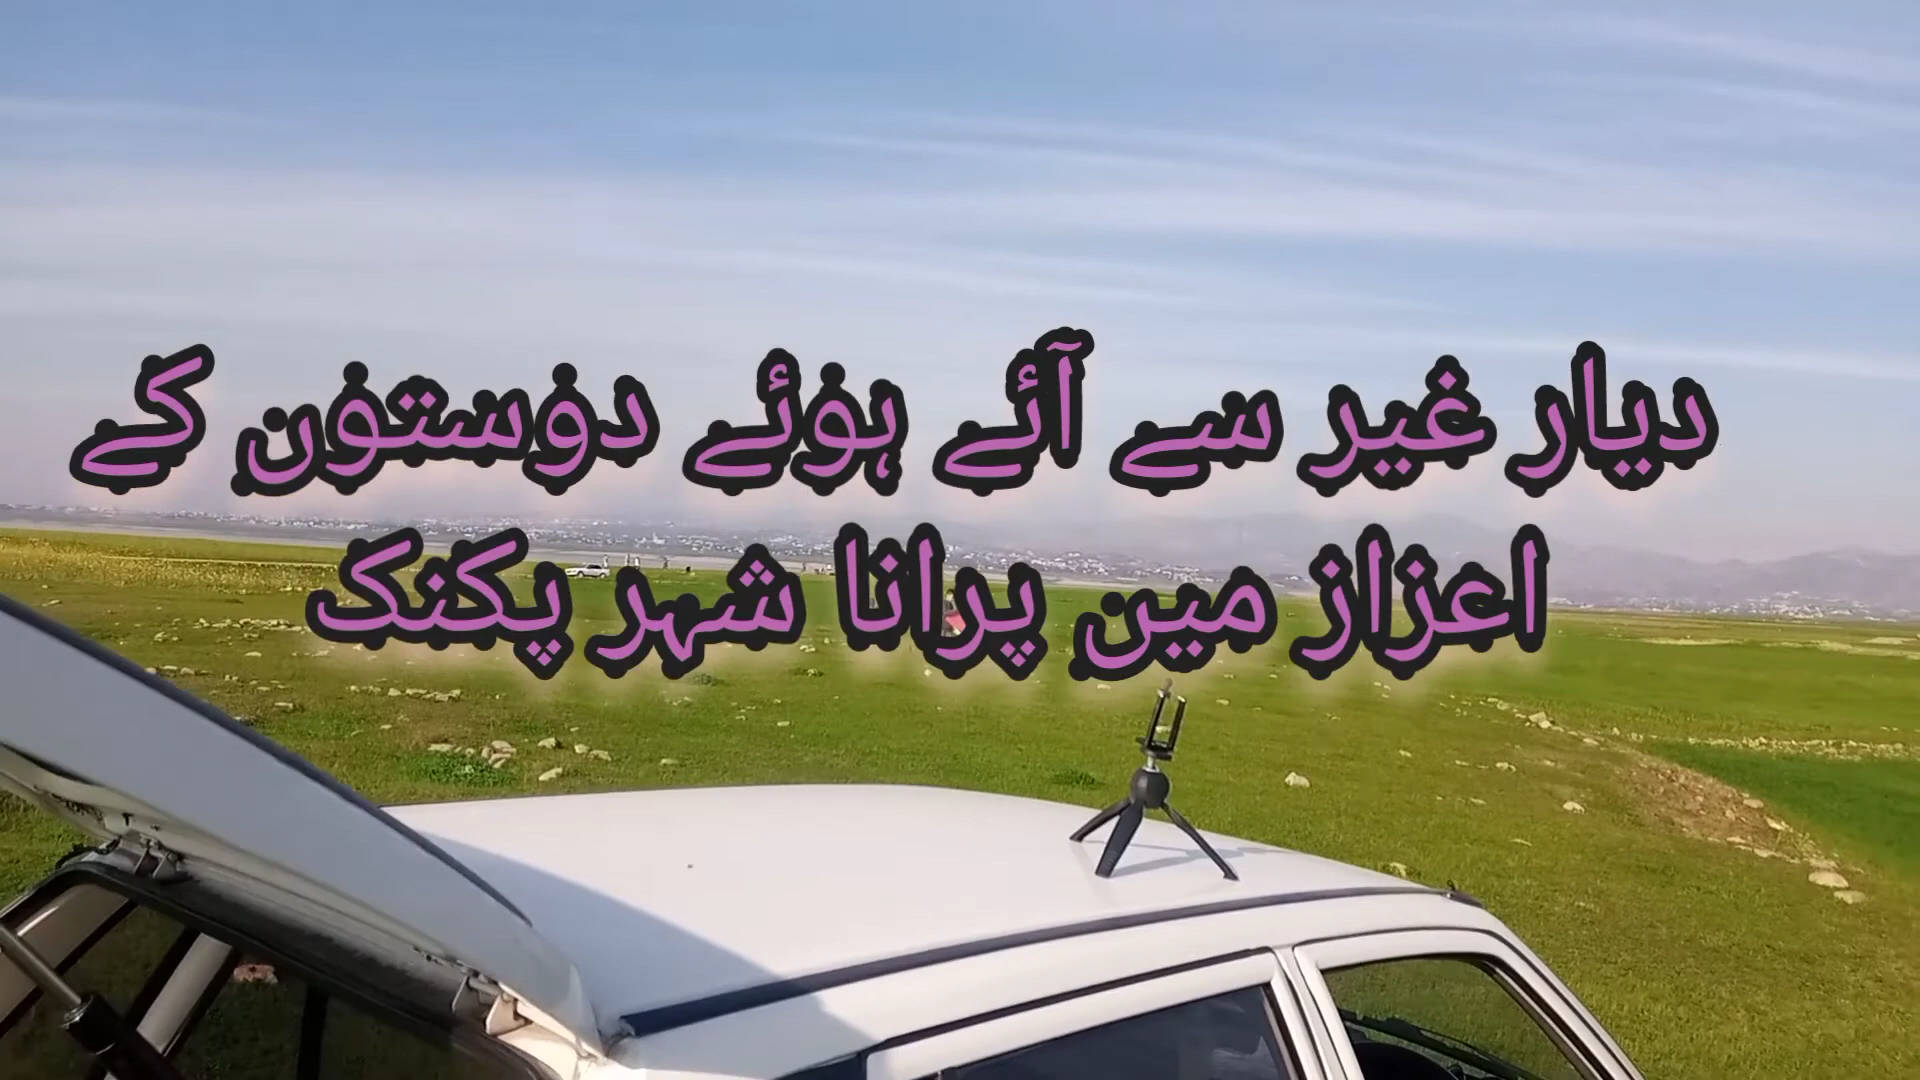 دیار غیر سے آئے ہوئے دوستون کے
اعزاز مین پرانا شہر پکنک